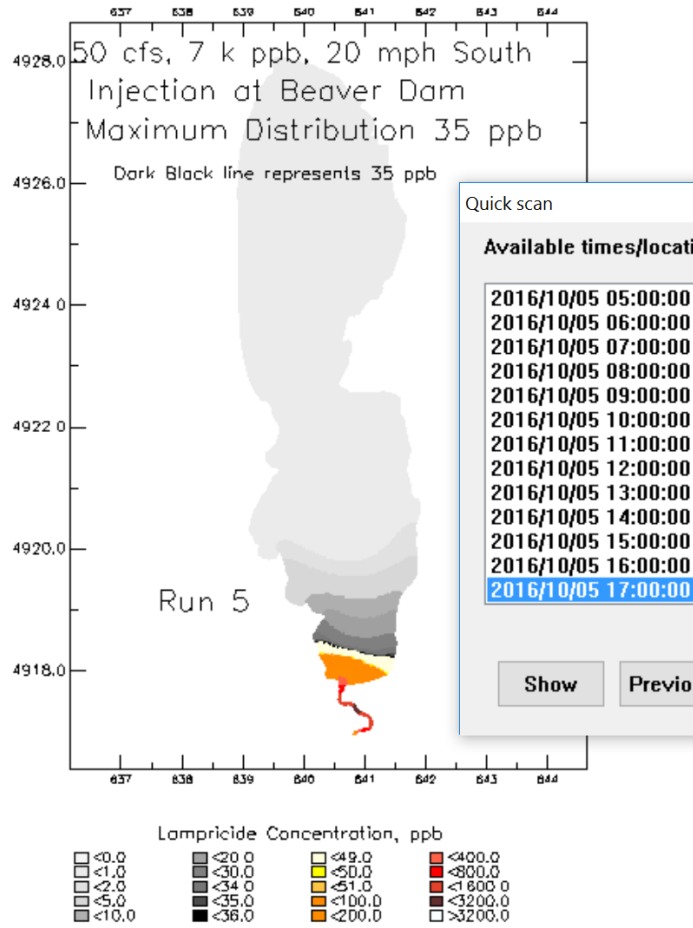 637 638 639 640 641 642 643 644
50 cfs, 7 k ppb, 20 mph South
Injection at Beaver Dam
Maximum Distribution 35 ppb
Dark Black line represents 35 ppb
4928.0
4926.0
4924 0
4922 0
4920.0
4918.0
Run 5
Quick scan
Available times/locati
2016/10/05 05:00:00
2016/10/05 06:00:00
2016/10/05 07:00:00
2016/10/05 08:00:00
2016/10/05 09:00:00
2016/10/05 10:00:00
2016/10/05 11:00:00
2016/10/05 12:00:00
2016/10/05 13:00:00
2016/10/05 14:00:00
2016/10/05 15:00:00
2016/10/05 16:00:00
2016/10/05 17:00:00
Show Previo
637 638 639 640 641 642 643 644
Lampricide Concentration, ppb
<0.0 <20 0 <49.0 <400.0
<1.0 <30.0 <50.0 <800.0
<2.0 <34 0 <51.0 <1600 0
<5.0 <35.0 <100.0 <3200.0
<10.0 <36.0 <200.0 >3200.0